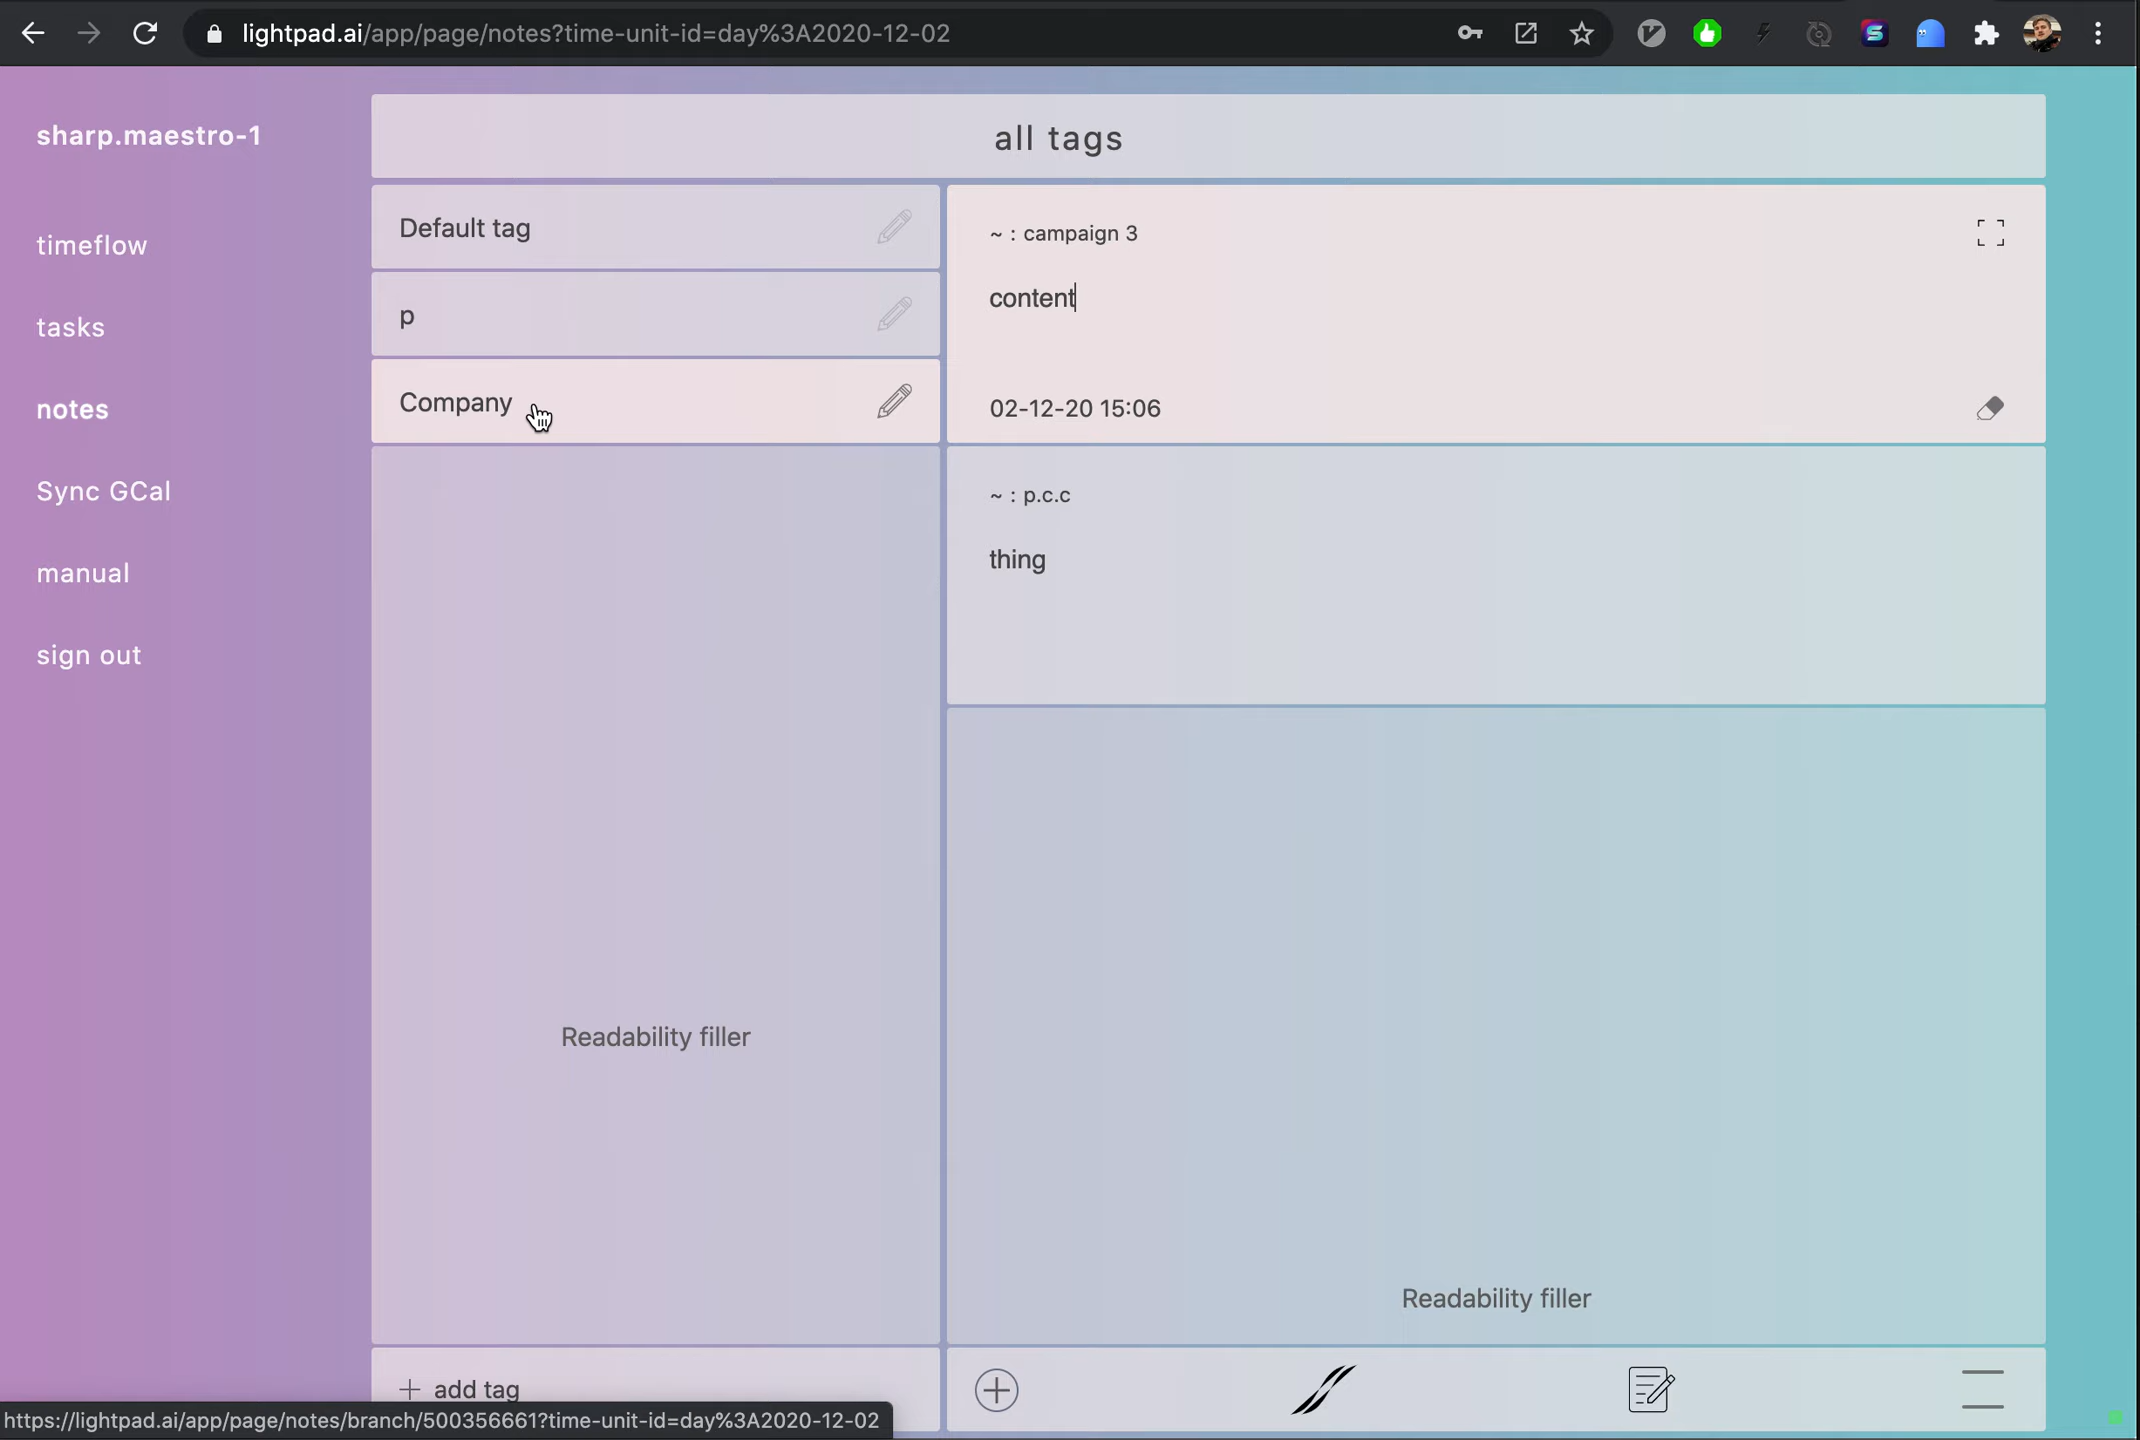 lightpad.ai/app/page/notes?time-unit-id=day%3A2020-12-02
sharp.maestro-1
timeflow
tasks
notes
Sync GCal
manual
sign out
all tags
Default tag
p
Company
Readability filler
+ add tag
~ : campaign 3
content
02-12-20 15:06
~ : p.c.c
thing
Readability filler
https://lightpad.ai/app/page/notes/branch/500356661?time-unit-id=day%3A2020-12-02